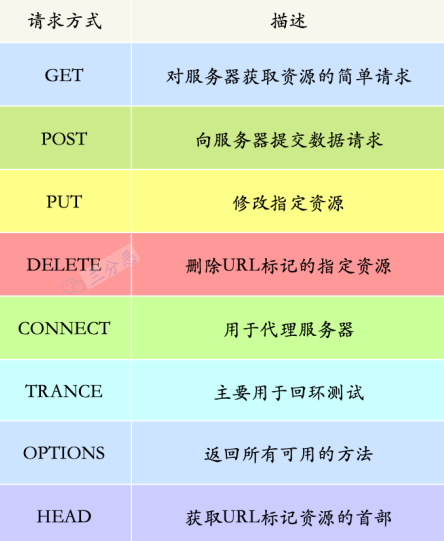 请求方式 描述
GET 对服务器获取资源的简单请求
POST 向服务器提交数据请求
PUT 修改指定资源
DELETE 删除URL标记的指定资源
三分恶
CONNECT 用于代理服务器
TRANCE 主要用于回环测试
OPTIONS 返回所有可用的方法
HEAD 获取URL标记资源的首部